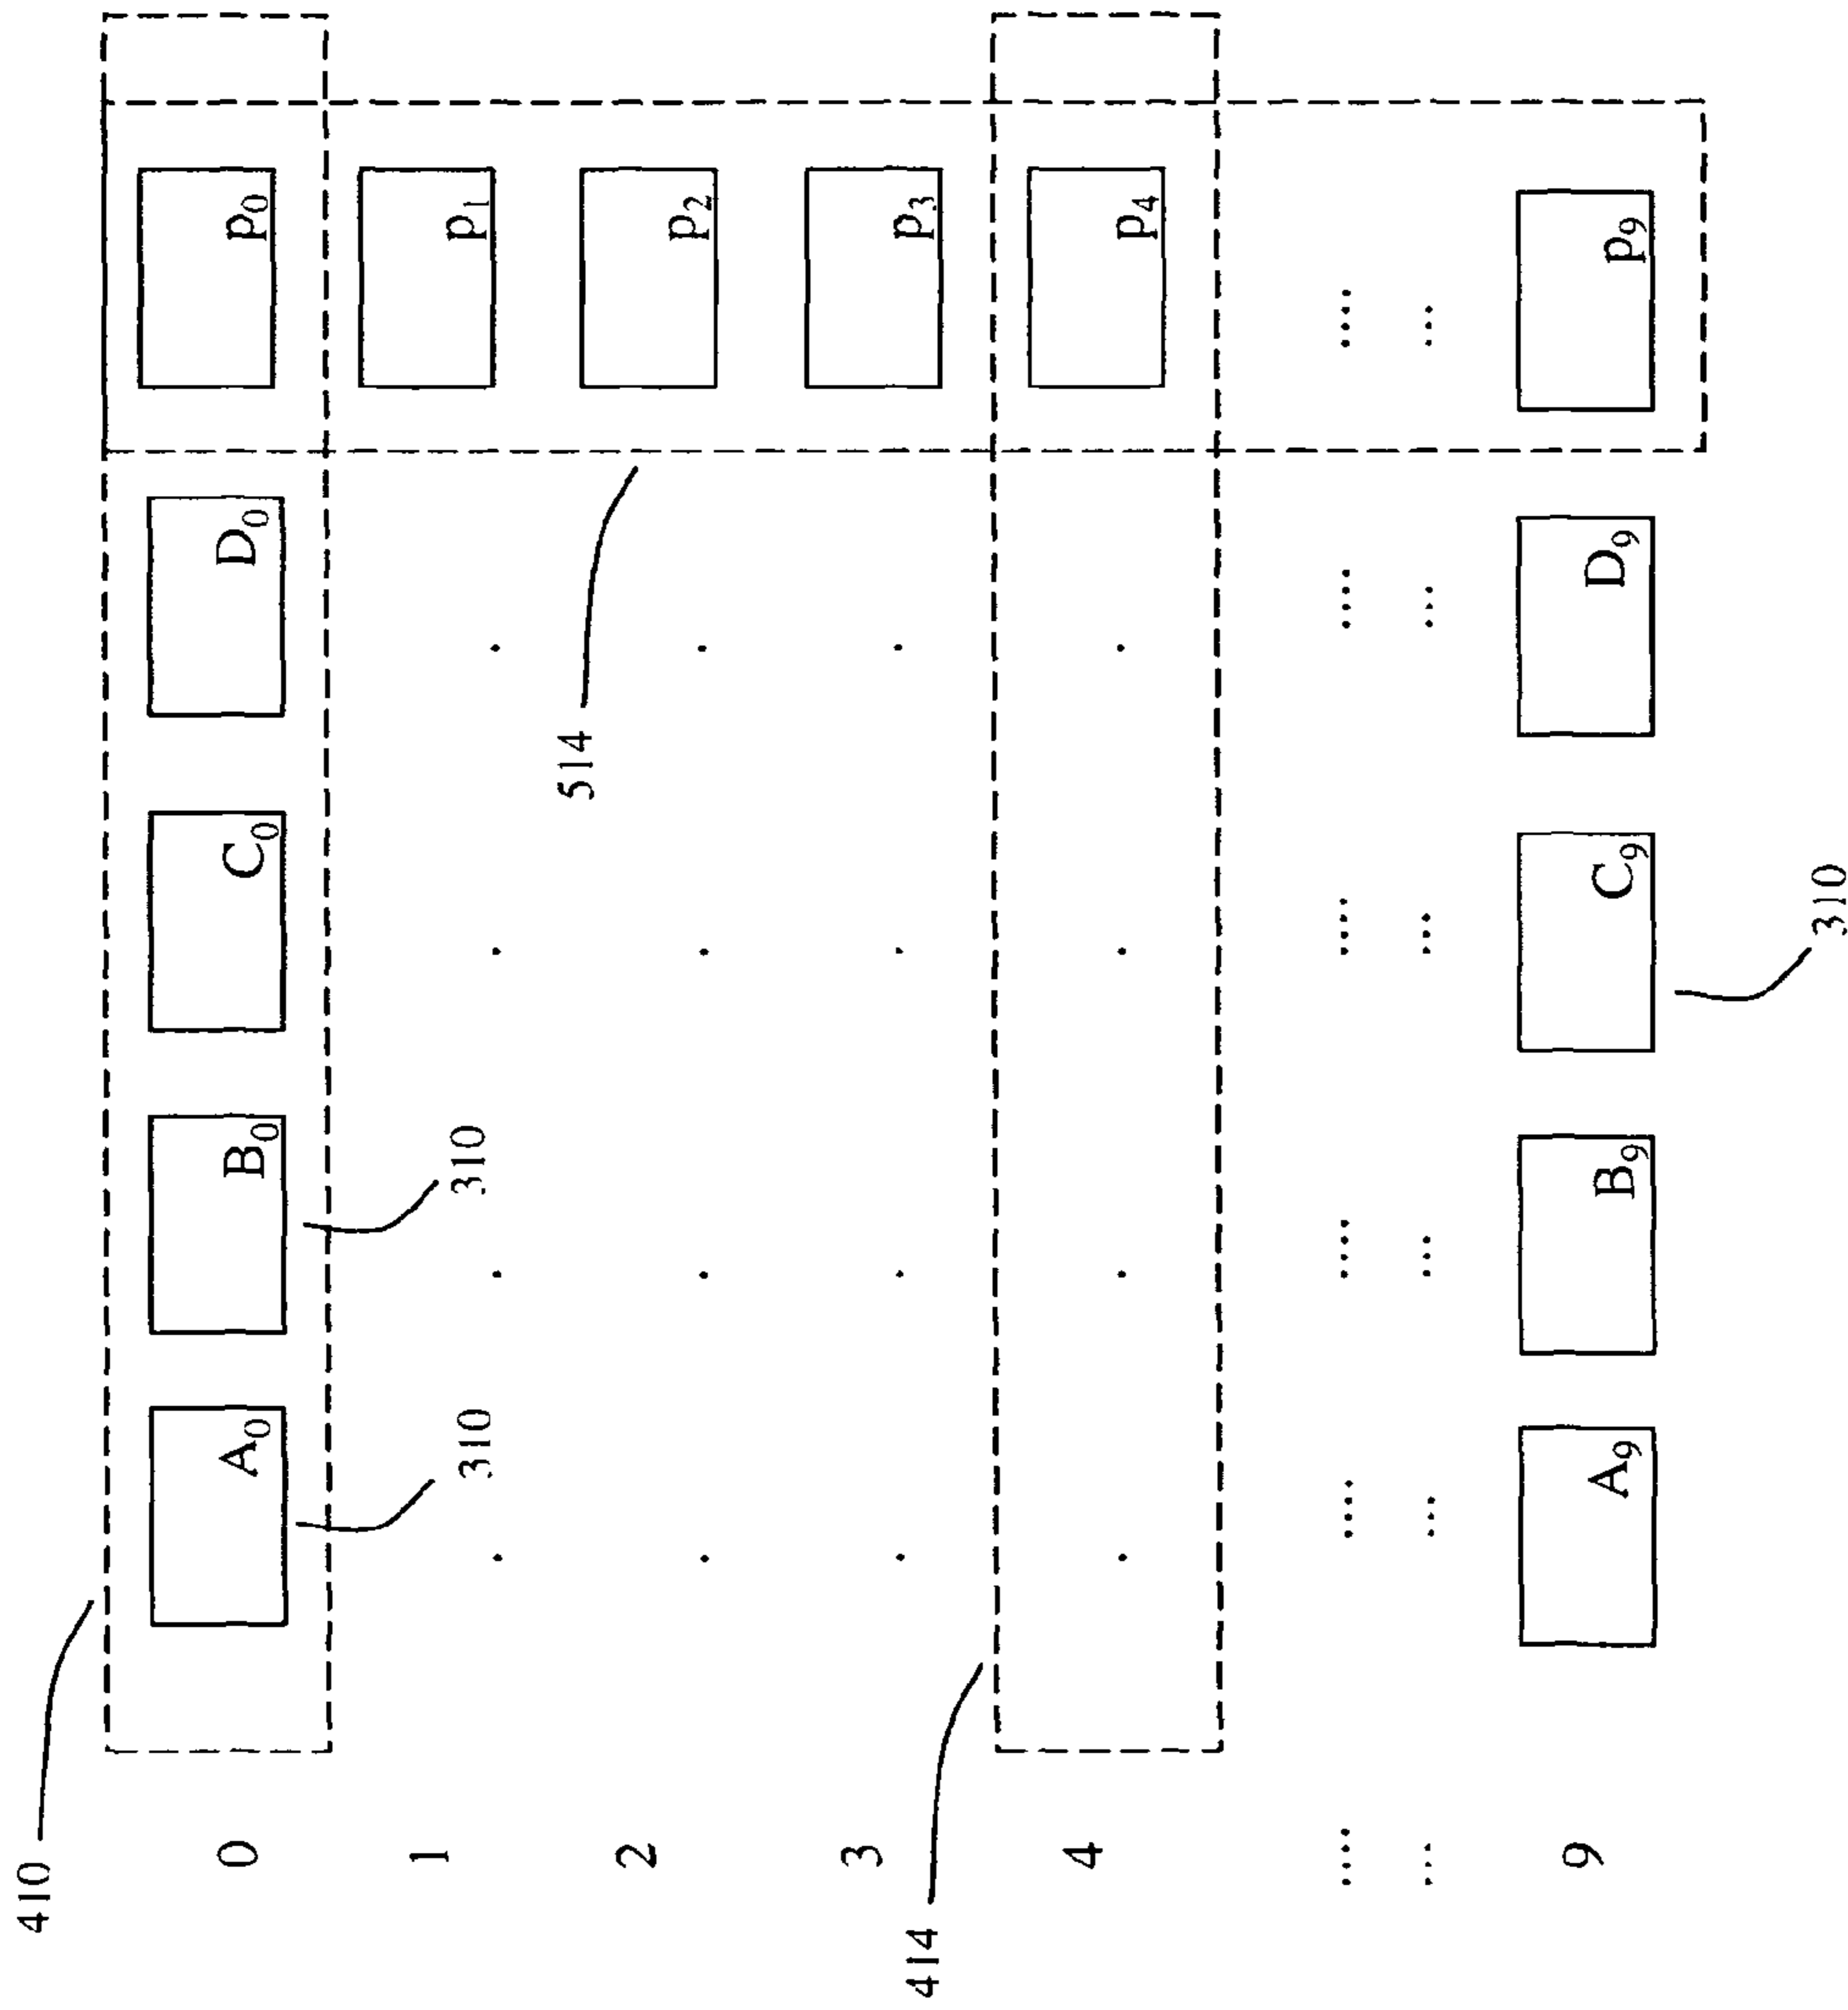 410
0 A₀ B₀ C₀ D₀ p₀
1 310 310 p₁
514
2 . . . . p₂
3 . . . . p₃
414
4 . . . . p₄
.... .... .... .... .... ....
... ... ... ... ... ...
9 A₉ B₉ C₉ D₉ p₉
310